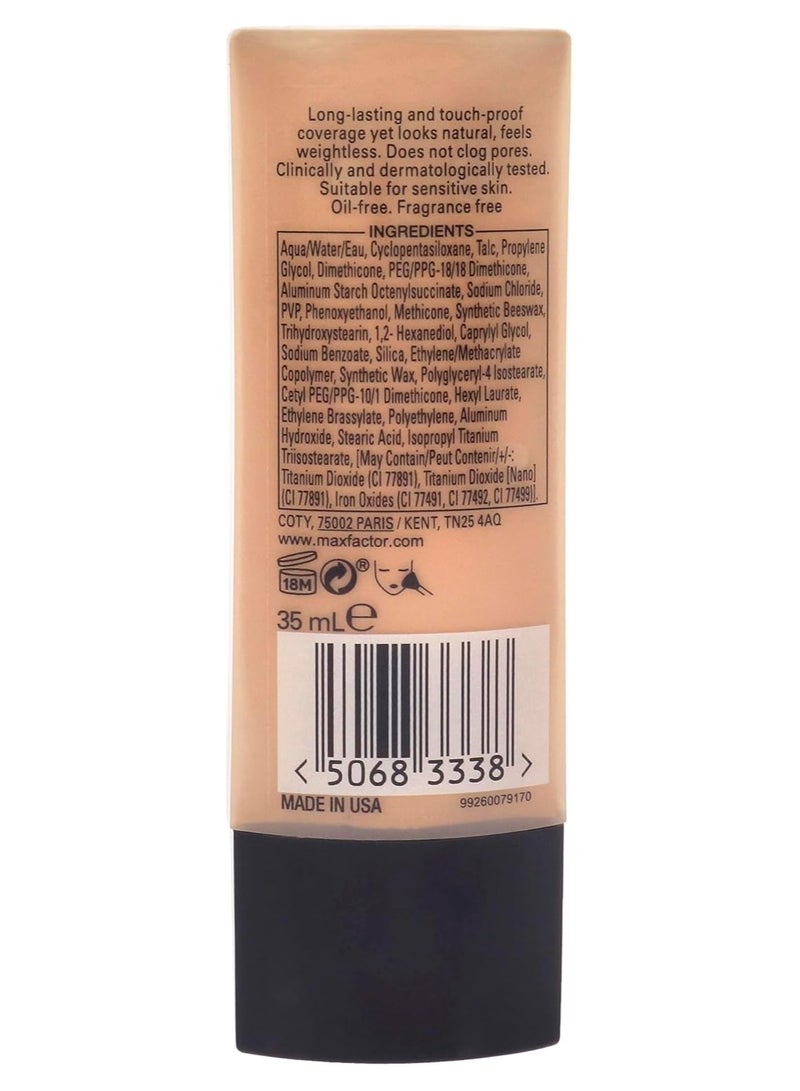 Long-lasting and touch-proof
coverage yet looks natural, feels
weightless. Does not clog pores.
Clinically and dermatologically tested.
Suitable for sensitive skin.
Oil-free. Fragrance free
INGREDIENTS
Aqua/Water/Eau, Cyclopentasiloxane, Talc, Propylene
Glycol, Dimethicone, PEG/PPG-18/18 Dimethicone,
Aluminum Starch Octenylsuccinate, Sodium Chloride,
PVP, Phenoxyethanol, Methicone, Synthetic Beeswax,
Trihydroxystearin, 1,2- Hexanediol, Caprylyl Glycol,
Sodium Benzoate, Silica, Ethylene/Methacrylate
Copolymer, Synthetic Wax, Polyglyceryl-4 Isostearate,
Cetyl PEG/PPG-10/1 Dimethicone, Hexyl Laurate,
Ethylene Brassylate, Polyethylene, Aluminum
Hydroxide, Stearic Acid, Isopropyl Titanium
Triisostearate, [May Contain/Peut Contenir/+/-:
Titanium Dioxide (CI 77891), Titanium Dioxide [Nano]
(CI 77891), Iron Oxides (CI 77491, CI 77492, CI 77499)].
COTY, 75002 PARIS / KENT, TN25 4AQ
www.maxfactor.com
18M ®
35 mL e
< 5068 3338 >
MADE IN USA 99260079170